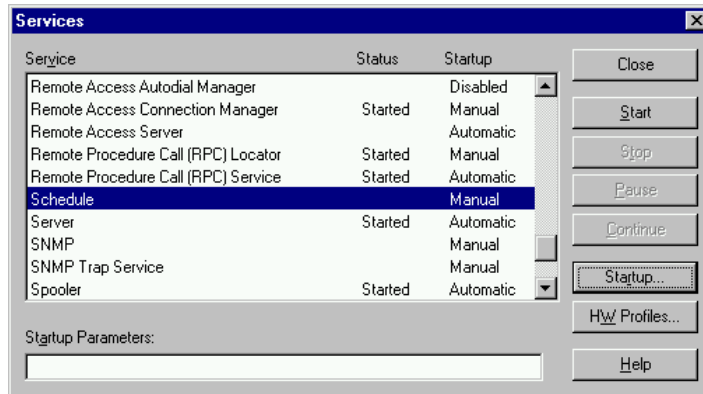 Services
Service Status Startup
Remote Access Autodial Manager Disabled
Remote Access Connection Manager Started Manual
Remote Access Server Automatic
Remote Procedure Call (RPC) Locator Started Manual
Remote Procedure Call (RPC) Service Started Automatic
Schedule Manual
Server Started Automatic
SNMP Manual
SNMP Trap Service Manual
Spooler Started Automatic
Startup Parameters:
Close
Start
Stop
Pause
Continue
Startup...
HW Profiles...
Help